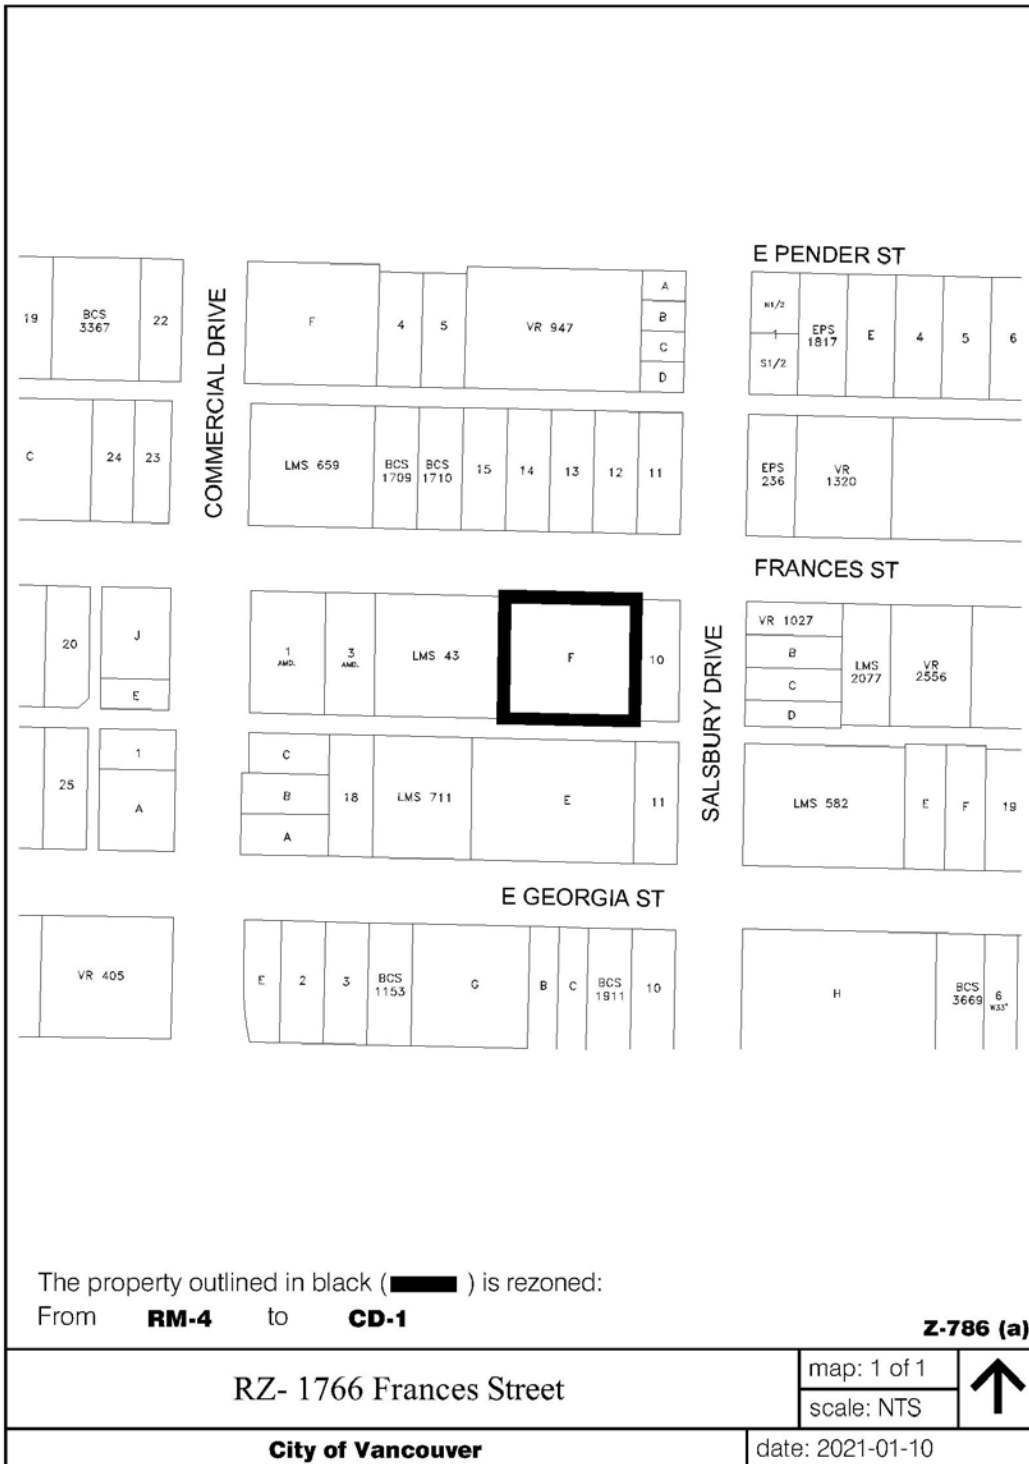 E PENDER ST
COMMERCIAL DRIVE
19
BCS
3367
22
F
4
5
VR 947
A
B
C
D
N1/2
1
S1/2
EPS
1817
E
4
5
6
C
24
23
LMS 659
BCS
1709
BCS
1710
15
14
13
12
11
EPS
236
VR
1320
FRANCES ST
20
J
E
1
AMD.
3
AMD.
LMS 43
F
10
SALSBURY DRIVE
VR 1027
B
C
D
LMS
2077
VR
2556
25
1
A
C
B
A
18
LMS 711
E
11
LMS 582
E
F
19
E GEORGIA ST
VR 405
E
2
3
BCS
1153
G
B
C
BCS
1911
10
H
BCS
3669
6
W33'
The property outlined in black ( ) is rezoned:
From RM-4 to CD-1
Z-786 (a)
RZ- 1766 Frances Street
map: 1 of 1
scale: NTS
City of Vancouver
date: 2021-01-10